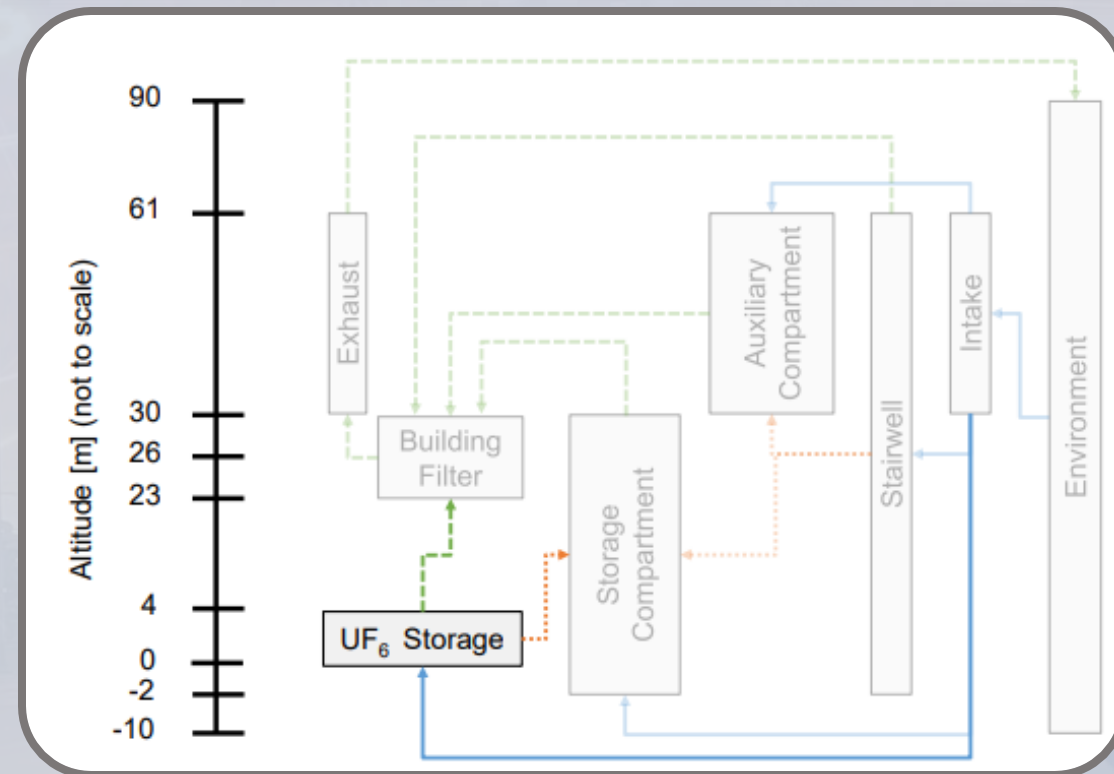 Altitude [m] (not to scale)
90
61
30
26
23
4
0
-2
-10
Exhaust
Building
Filter
UF6 Storage
Storage
Compartment
Auxiliary
Compartment
Stairwell
Intake
Environment